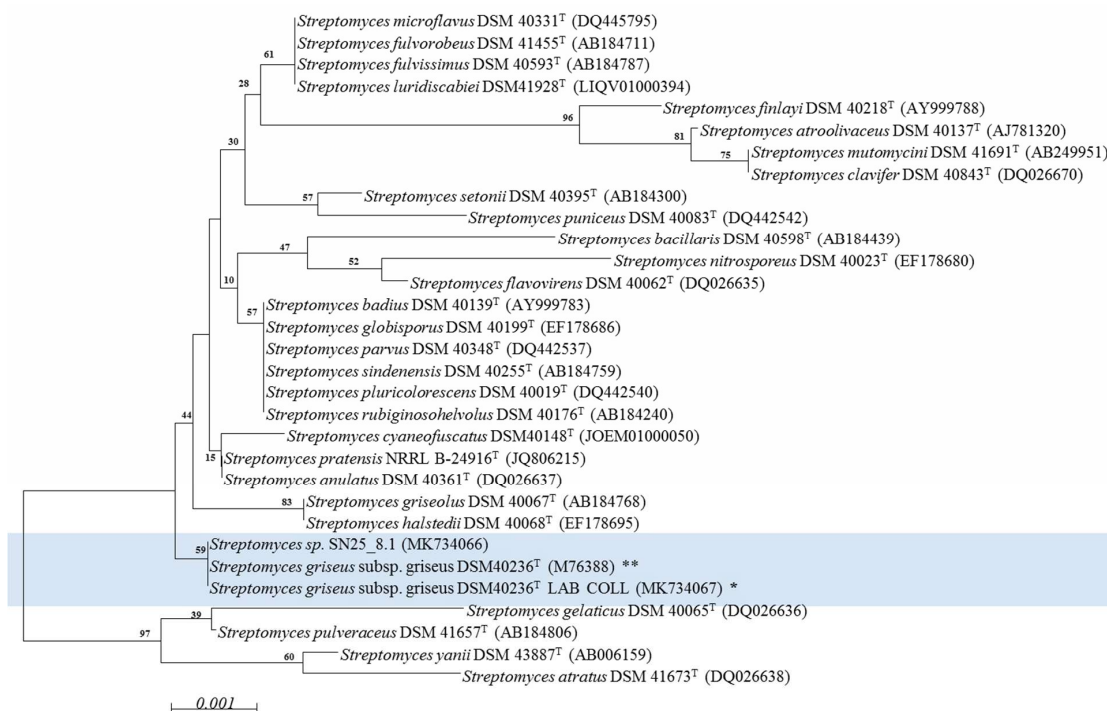 Streptomyces microflavus DSM 40331ᵀ (DQ445795)
Streptomyces fulvorobeus DSM 41455ᵀ (AB184711)
61
Streptomyces fulvissimus DSM 40593ᵀ (AB184787)
28
Streptomyces luridiscabiei DSM41928ᵀ (LIQV01000394)
Streptomyces finlayi DSM 40218ᵀ (AY999788)
96
Streptomyces atroolivaceus DSM 40137ᵀ (AJ781320)
81
30
75
Streptomyces mutomycini DSM 41691ᵀ (AB249951)
Streptomyces clavifer DSM 40843ᵀ (DQ026670)
57
Streptomyces setonii DSM 40395ᵀ (AB184300)
Streptomyces puniceus DSM 40083ᵀ (DQ442542)
Streptomyces bacillaris DSM 40598ᵀ (AB184439)
47
52
Streptomyces nitrosporeus DSM 40023ᵀ (EF178680)
10
Streptomyces flavovirens DSM 40062ᵀ (DQ026635)
Streptomyces badius DSM 40139ᵀ (AY999783)
57
Streptomyces globisporus DSM 40199ᵀ (EF178686)
Streptomyces parvus DSM 40348ᵀ (DQ442537)
Streptomyces sindenensis DSM 40255ᵀ (AB184759)
Streptomyces pluricolorescens DSM 40019ᵀ (DQ442540)
44
Streptomyces rubiginosohelvolus DSM 40176ᵀ (AB184240)
Streptomyces cyaneofuscatus DSM40148ᵀ (JOEM01000050)
15
Streptomyces pratensis NRRL B-24916ᵀ (JQ806215)
Streptomyces anulatus DSM 40361ᵀ (DQ026637)
83
Streptomyces griseolus DSM 40067ᵀ (AB184768)
Streptomyces halstedii DSM 40068ᵀ (EF178695)
59
Streptomyces sp. SN25_8.1 (MK734066)
Streptomyces griseus subsp. griseus DSM40236ᵀ (M76388) **
Streptomyces griseus subsp. griseus DSM40236ᵀ LAB COLL (MK734067) *
39
Streptomyces gelaticus DSM 40065ᵀ (DQ026636)
97
Streptomyces pulveraceus DSM 41657ᵀ (AB184806)
60
Streptomyces yanii DSM 43887ᵀ (AB006159)
Streptomyces atratus DSM 41673ᵀ (DQ026638)
0.001